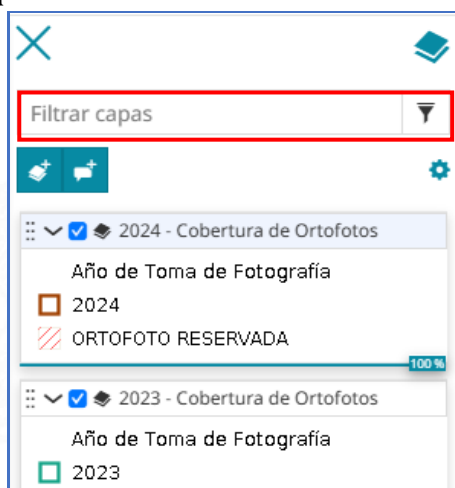 Filtrar capas
2024 - Cobertura de Ortofotos
Año de Toma de Fotografía
2024
ORTOFOTO RESERVADA
100 %
2023 - Cobertura de Ortofotos
Año de Toma de Fotografía
2023